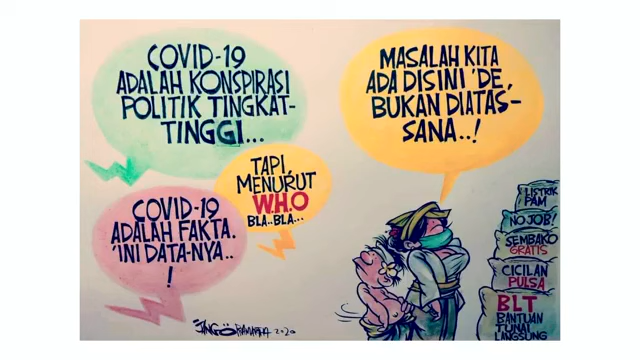 COVID-19
ADALAH KONSPIRASI
POLITIK TINGKAT-
TINGGI...
MASALAH KITA
ADA DISINI 'DE,
BUKAN DIATAS-
SANA..!
TAPI,
MENURUT
W.H.O
BLA..BLA...
COVID-19
ADALAH FAKTA.
'INI DATA-NYA..
!
LISTRIK
PAM
NO JOB!
SEMBAKO
GRATIS
CICILAN
PULSA
BLT
BANTUAN
TUNAI
LANGSUNG
JANGO PRAMARTHA 2020